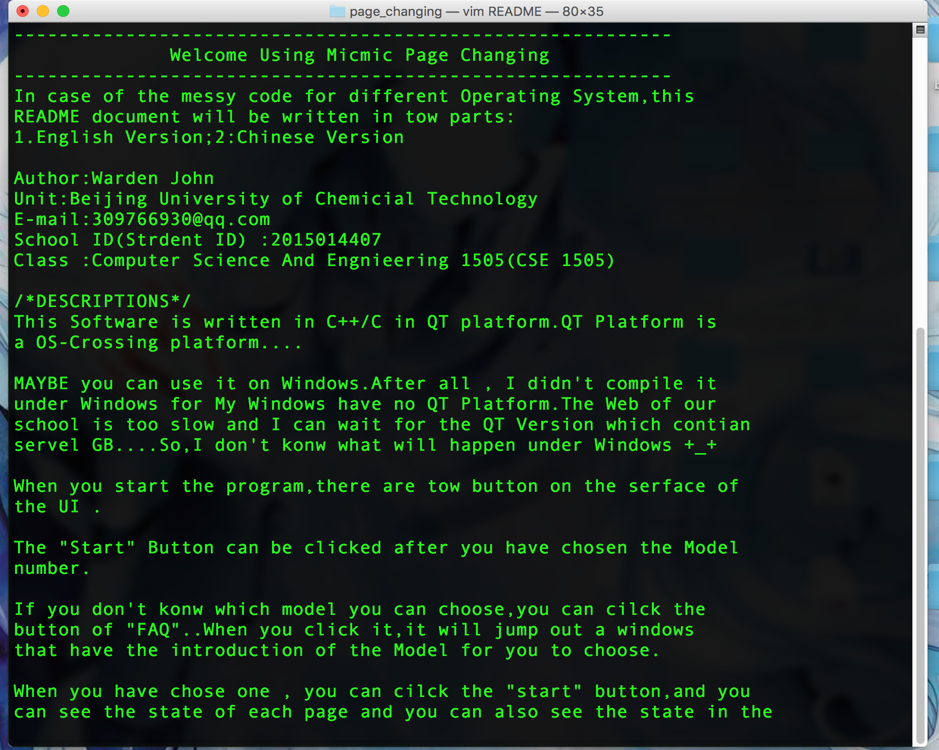 page_changing — vim README — 80×35
-----------------------------------------------------------
Welcome Using Micmic Page Changing
-----------------------------------------------------------
In case of the messy code for different Operating System,this
README document will be written in tow parts:
1.English Version;2:Chinese Version
Author:Warden John
Unit:Beijing University of Chemicial Technology
E-mail:309766930@qq.com
School ID(Strdent ID) :2015014407
Class :Computer Science And Engnieering 1505(CSE 1505)
/*DESCRIPTIONS*/
This Software is written in C++/C in QT platform.QT Platform is
a OS-Crossing platform....
MAYBE you can use it on Windows.After all , I didn't compile it
under Windows for My Windows have no QT Platform.The Web of our
school is too slow and I can wait for the QT Version which contian
servel GB....So,I don't konw what will happen under Windows +_+
When you start the program,there are tow button on the serface of
the UI .
The "Start" Button can be clicked after you have chosen the Model
number.
If you don't konw which model you can choose,you can cilck the
button of "FAQ"..When you click it,it will jump out a windows
that have the introduction of the Model for you to choose.
When you have chose one , you can cilck the "start" button,and you
can see the state of each page and you can also see the state in the